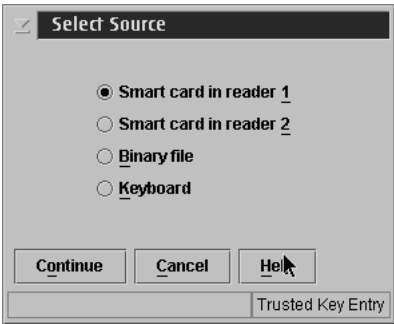 Select Source
Smart card in reader 1
Smart card in reader 2
Binary file
Keyboard
Continue Cancel Help
Trusted Key Entry